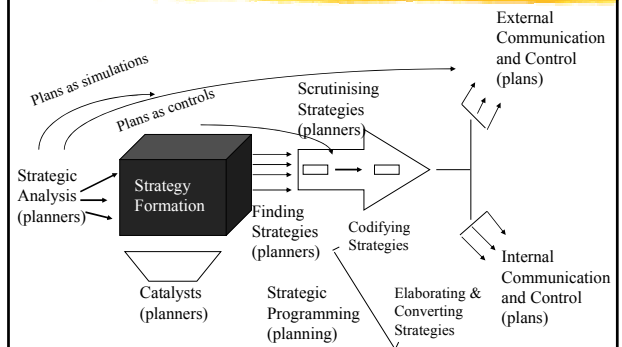 External
Communication
and Control
(plans)
Plans as simulations
Plans as controls
Scrutinising
Strategies
(planners)
Strategic
Analysis
(planners)
Strategy
Formation
Finding
Strategies
(planners)
Codifying
Strategies
Catalysts
(planners)
Strategic
Programming
(planning)
Elaborating &
Converting
Strategies
Internal
Communication
and Control
(plans)